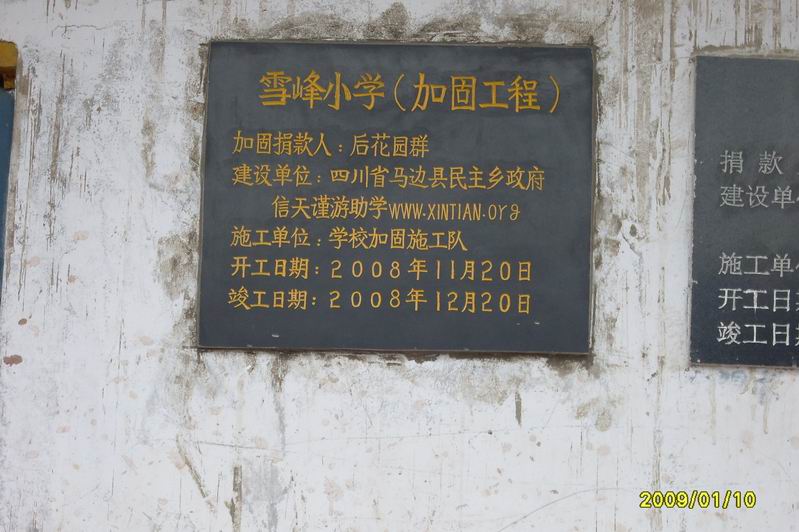 雪峰小学（加固工程）
加固捐款人：后花园群
建设单位：四川省马边县民主乡政府
信天谨游助学WWW.XINTIAN.org
施工单位：学校加固施工队
开工日期：2008年11月20日
竣工日期：2008年12月20日
捐款
建设单
施工单
开工日
竣工日
2009/01/10